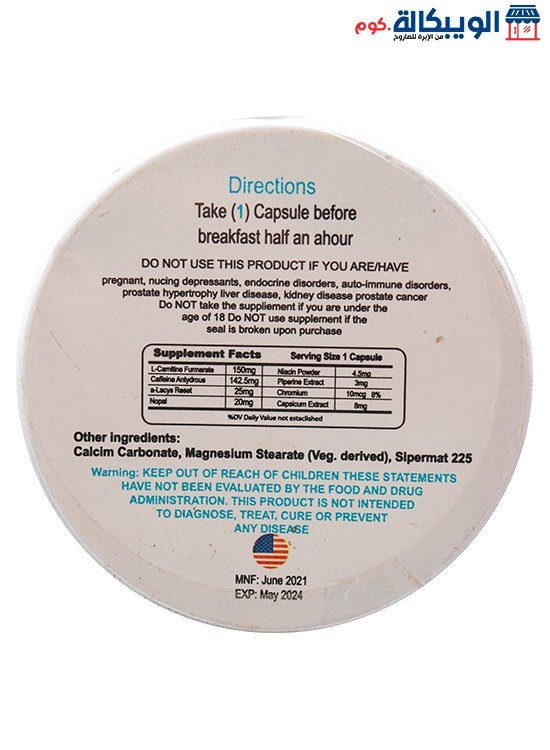 الويبكالة.كوم
من الإبرة للصاروخ
Directions
Take (1) Capsule before
breakfast half an ahour
DO NOT USE THIS PRODUCT IF YOU ARE/HAVE
pregnant, nucing depressants, endocrine disorders, auto-immune disorders,
prostate hypertrophy liver disease, kidney disease prostate cancer
Do NOT take the suppliement if you are under the
age of 18 Do NOT use supplement if the
seal is broken upon purchase
Supplement Facts Serving Size 1 Capsule
L-Carnitine Fumarate 150mg Niacin Powder 4.5mg
Caffeine Antydrous 142.5mg Piperine Extract 3mg
a-Lacys Reset 25mg Chromium 10mcg 8%
Nopal 20mg Capsicum Extract 8mg
%DV Daily Value not estaclished
Other ingredients:
Calcim Carbonate, Magnesium Stearate (Veg. derived), Sipermat 225
Warning: KEEP OUT OF REACH OF CHILDREN THESE STATEMENTS
HAVE NOT BEEN EVALUATED BY THE FOOD AND DRUG
ADMINISTRATION. THIS PRODUCT IS NOT INTENDED
TO DIAGNOSE, TREAT, CURE OR PREVENT
ANY DISEASE
MNF: June 2021
EXP: May 2024